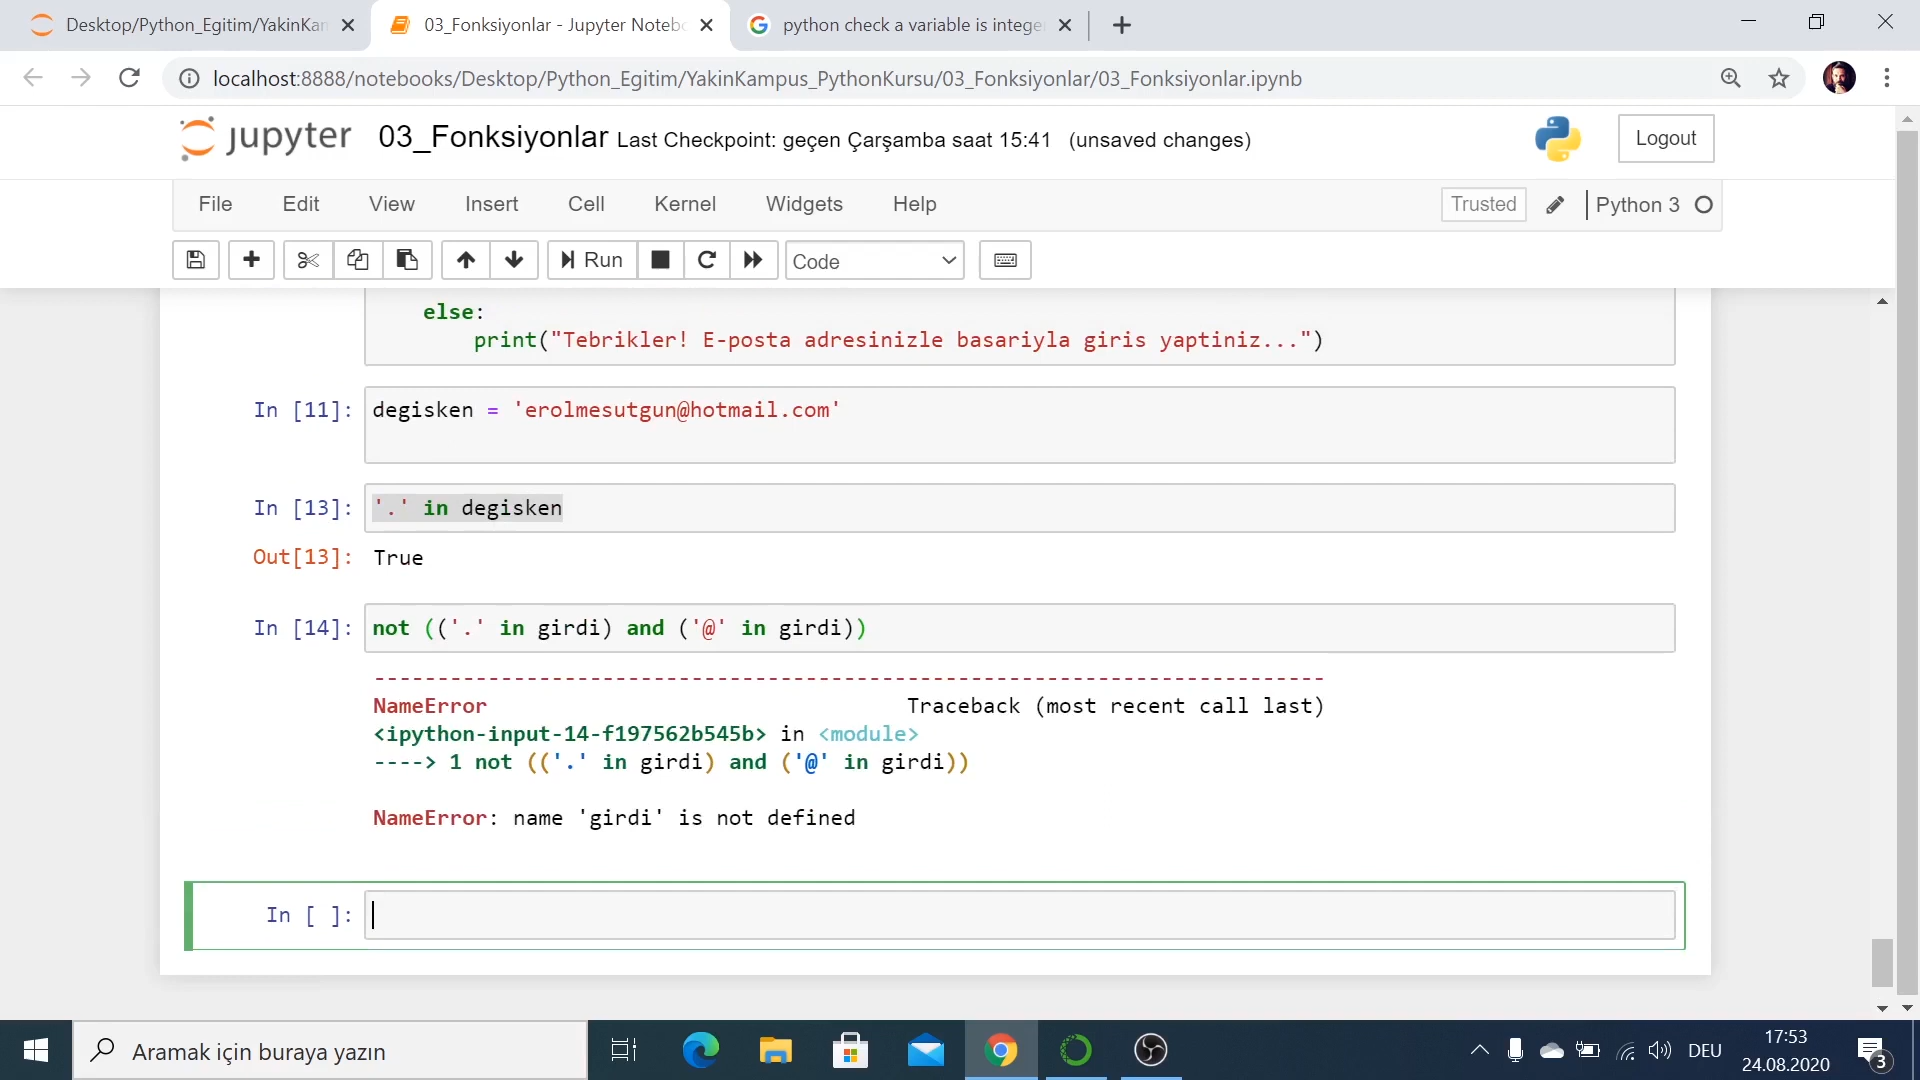 Desktop/Python_Egitim/YakinKan
03_Fonksiyonlar - Jupyter Notebo
python check a variable is intege
localhost:8888/notebooks/Desktop/Python_Egitim/YakinKampus_PythonKursu/03_Fonksiyonlar/03_Fonksiyonlar.ipynb
jupyter 03_Fonksiyonlar Last Checkpoint: geçen Çarşamba saat 15:41 (unsaved changes)
Logout
File Edit View Insert Cell Kernel Widgets Help
Trusted Python 3
Run Code
else:
print("Tebrikler! E-posta adresinizle basariyla giris yaptiniz...")
In [11]: degisken = 'erolmesutgun@hotmail.com'
In [13]: '.' in degisken
Out[13]: True
In [14]: not (('.' in girdi) and ('@' in girdi))
---------------------------------------------------------------------------
NameError Traceback (most recent call last)
<ipython-input-14-f197562b545b> in <module>
----> 1 not (('.' in girdi) and ('@' in girdi))
NameError: name 'girdi' is not defined
In [ ]:
Aramak için buraya yazın
DEU
17:53
24.08.2020
3